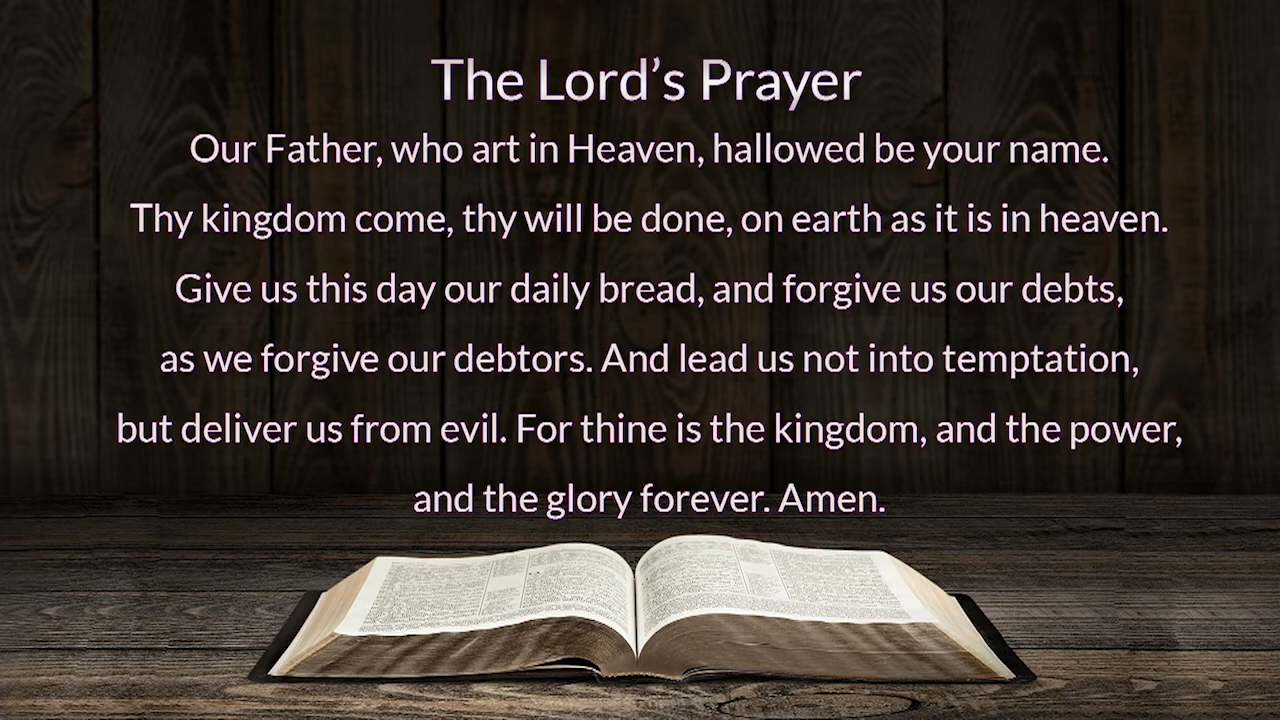 The Lord’s Prayer
Our Father, who art in Heaven, hallowed be your name.
Thy kingdom come, thy will be done, on earth as it is in heaven.
Give us this day our daily bread, and forgive us our debts,
as we forgive our debtors. And lead us not into temptation,
but deliver us from evil. For thine is the kingdom, and the power,
and the glory forever. Amen.